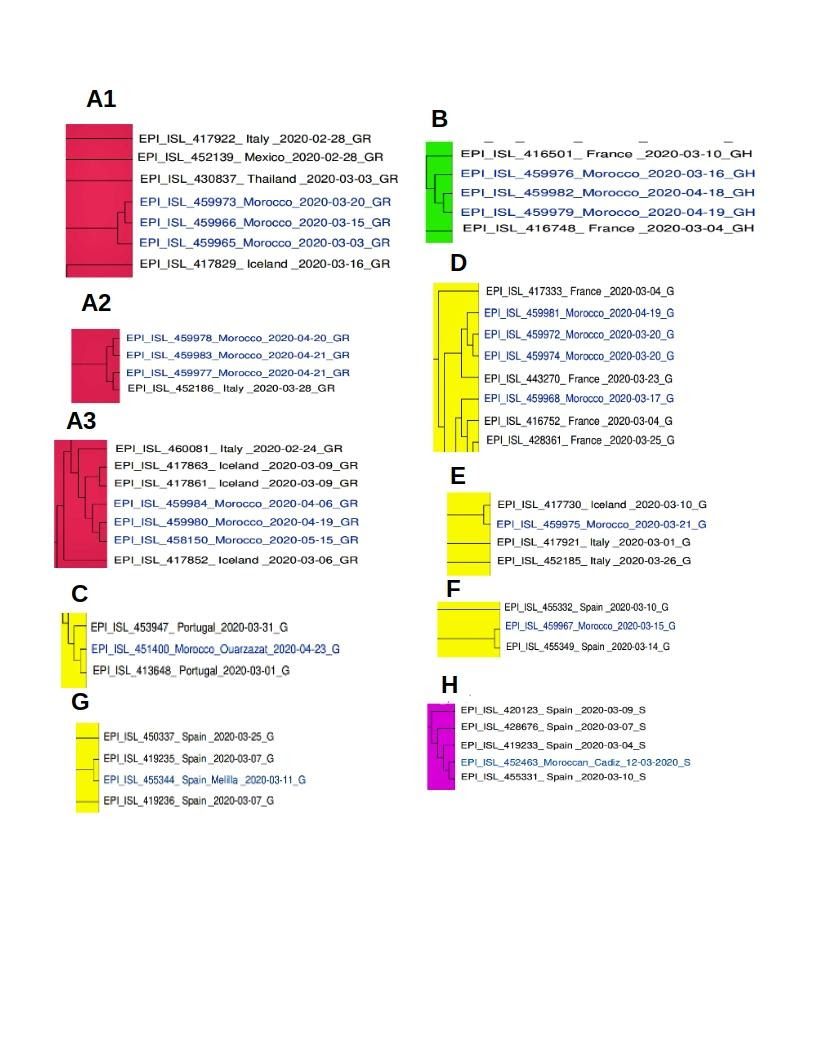 A1
EPI_ISL_417922_ Italy _2020-02-28_GR
EPI_ISL_452139_ Mexico_2020-02-28_GR
EPI_ISL_430837_ Thailand _2020-03-03_GR
EPI_ISL_459973_Morocco_2020-03-20_GR
EPI_ISL_459966_Morocco_2020-03-15_GR
EPI_ISL_459965_Morocco_2020-03-03_GR
EPI_ISL_417829_ Iceland _2020-03-16_GR
A2
EPI_ISL_459978_Morocco_2020-04-20_GR
EPI_ISL_459983_Morocco_2020-04-21_GR
EPI_ISL_459977_Morocco_2020-04-21_GR
EPI_ISL_452186_ Italy _2020-03-28_GR
A3
EPI_ISL_460081_ Italy _2020-02-24_GR
EPI_ISL_417863_ Iceland _2020-03-09_GR
EPI_ISL_417861_ Iceland _2020-03-09_GR
EPI_ISL_459984_Morocco_2020-04-06_GR
EPI_ISL_459980_Morocco_2020-04-19_GR
EPI_ISL_458150_Morocco_2020-05-15_GR
EPI_ISL_417852_ Iceland _2020-03-06_GR
C
EPI_ISL_453947_ Portugal_2020-03-31_G
EPI_ISL_451400_Morocco_Ouarzazat_2020-04-23_G
EPI_ISL_413648_ Portugal_2020-03-01_G
G
EPI_ISL_450337_ Spain _2020-03-25_G
EPI_ISL_419235_ Spain _2020-03-07_G
EPI_ISL_455344_ Spain_Melilla _2020-03-11_G
EPI_ISL_419236_ Spain _2020-03-07_G
B
EPI_ISL_416501_ France _2020-03-10_GH
EPI_ISL_459976_Morocco_2020-03-16_GH
EPI_ISL_459982_Morocco_2020-04-18_GH
EPI_ISL_459979_Morocco_2020-04-19_GH
EPI_ISL_416748_ France _2020-03-04_GH
D
EPI_ISL_417333_ France _2020-03-04_G
EPI_ISL_459981_Morocco_2020-04-19_G
EPI_ISL_459972_Morocco_2020-03-20_G
EPI_ISL_459974_Morocco_2020-03-20_G
EPI_ISL_443270_ France _2020-03-23_G
EPI_ISL_459968_Morocco_2020-03-17_G
EPI_ISL_416752_ France _2020-03-04_G
EPI_ISL_428361_ France _2020-03-25_G
E
EPI_ISL_417730_ Iceland _2020-03-10_G
EPI_ISL_459975_Morocco_2020-03-21_G
EPI_ISL_417921_ Italy _2020-03-01_G
EPI_ISL_452185_ Italy _2020-03-26_G
F
EPI_ISL_455332_ Spain _2020-03-10_G
EPI_ISL_459967_Morocco_2020-03-15_G
EPI_ISL_455349_ Spain _2020-03-14_G
H
EPI_ISL_420123_ Spain _2020-03-09_S
EPI_ISL_428676_ Spain _2020-03-07_S
EPI_ISL_419233_ Spain _2020-03-04_S
EPI_ISL_452463_Moroccan_Cadiz_12-03-2020_S
EPI_ISL_455331_ Spain _2020-03-10_S